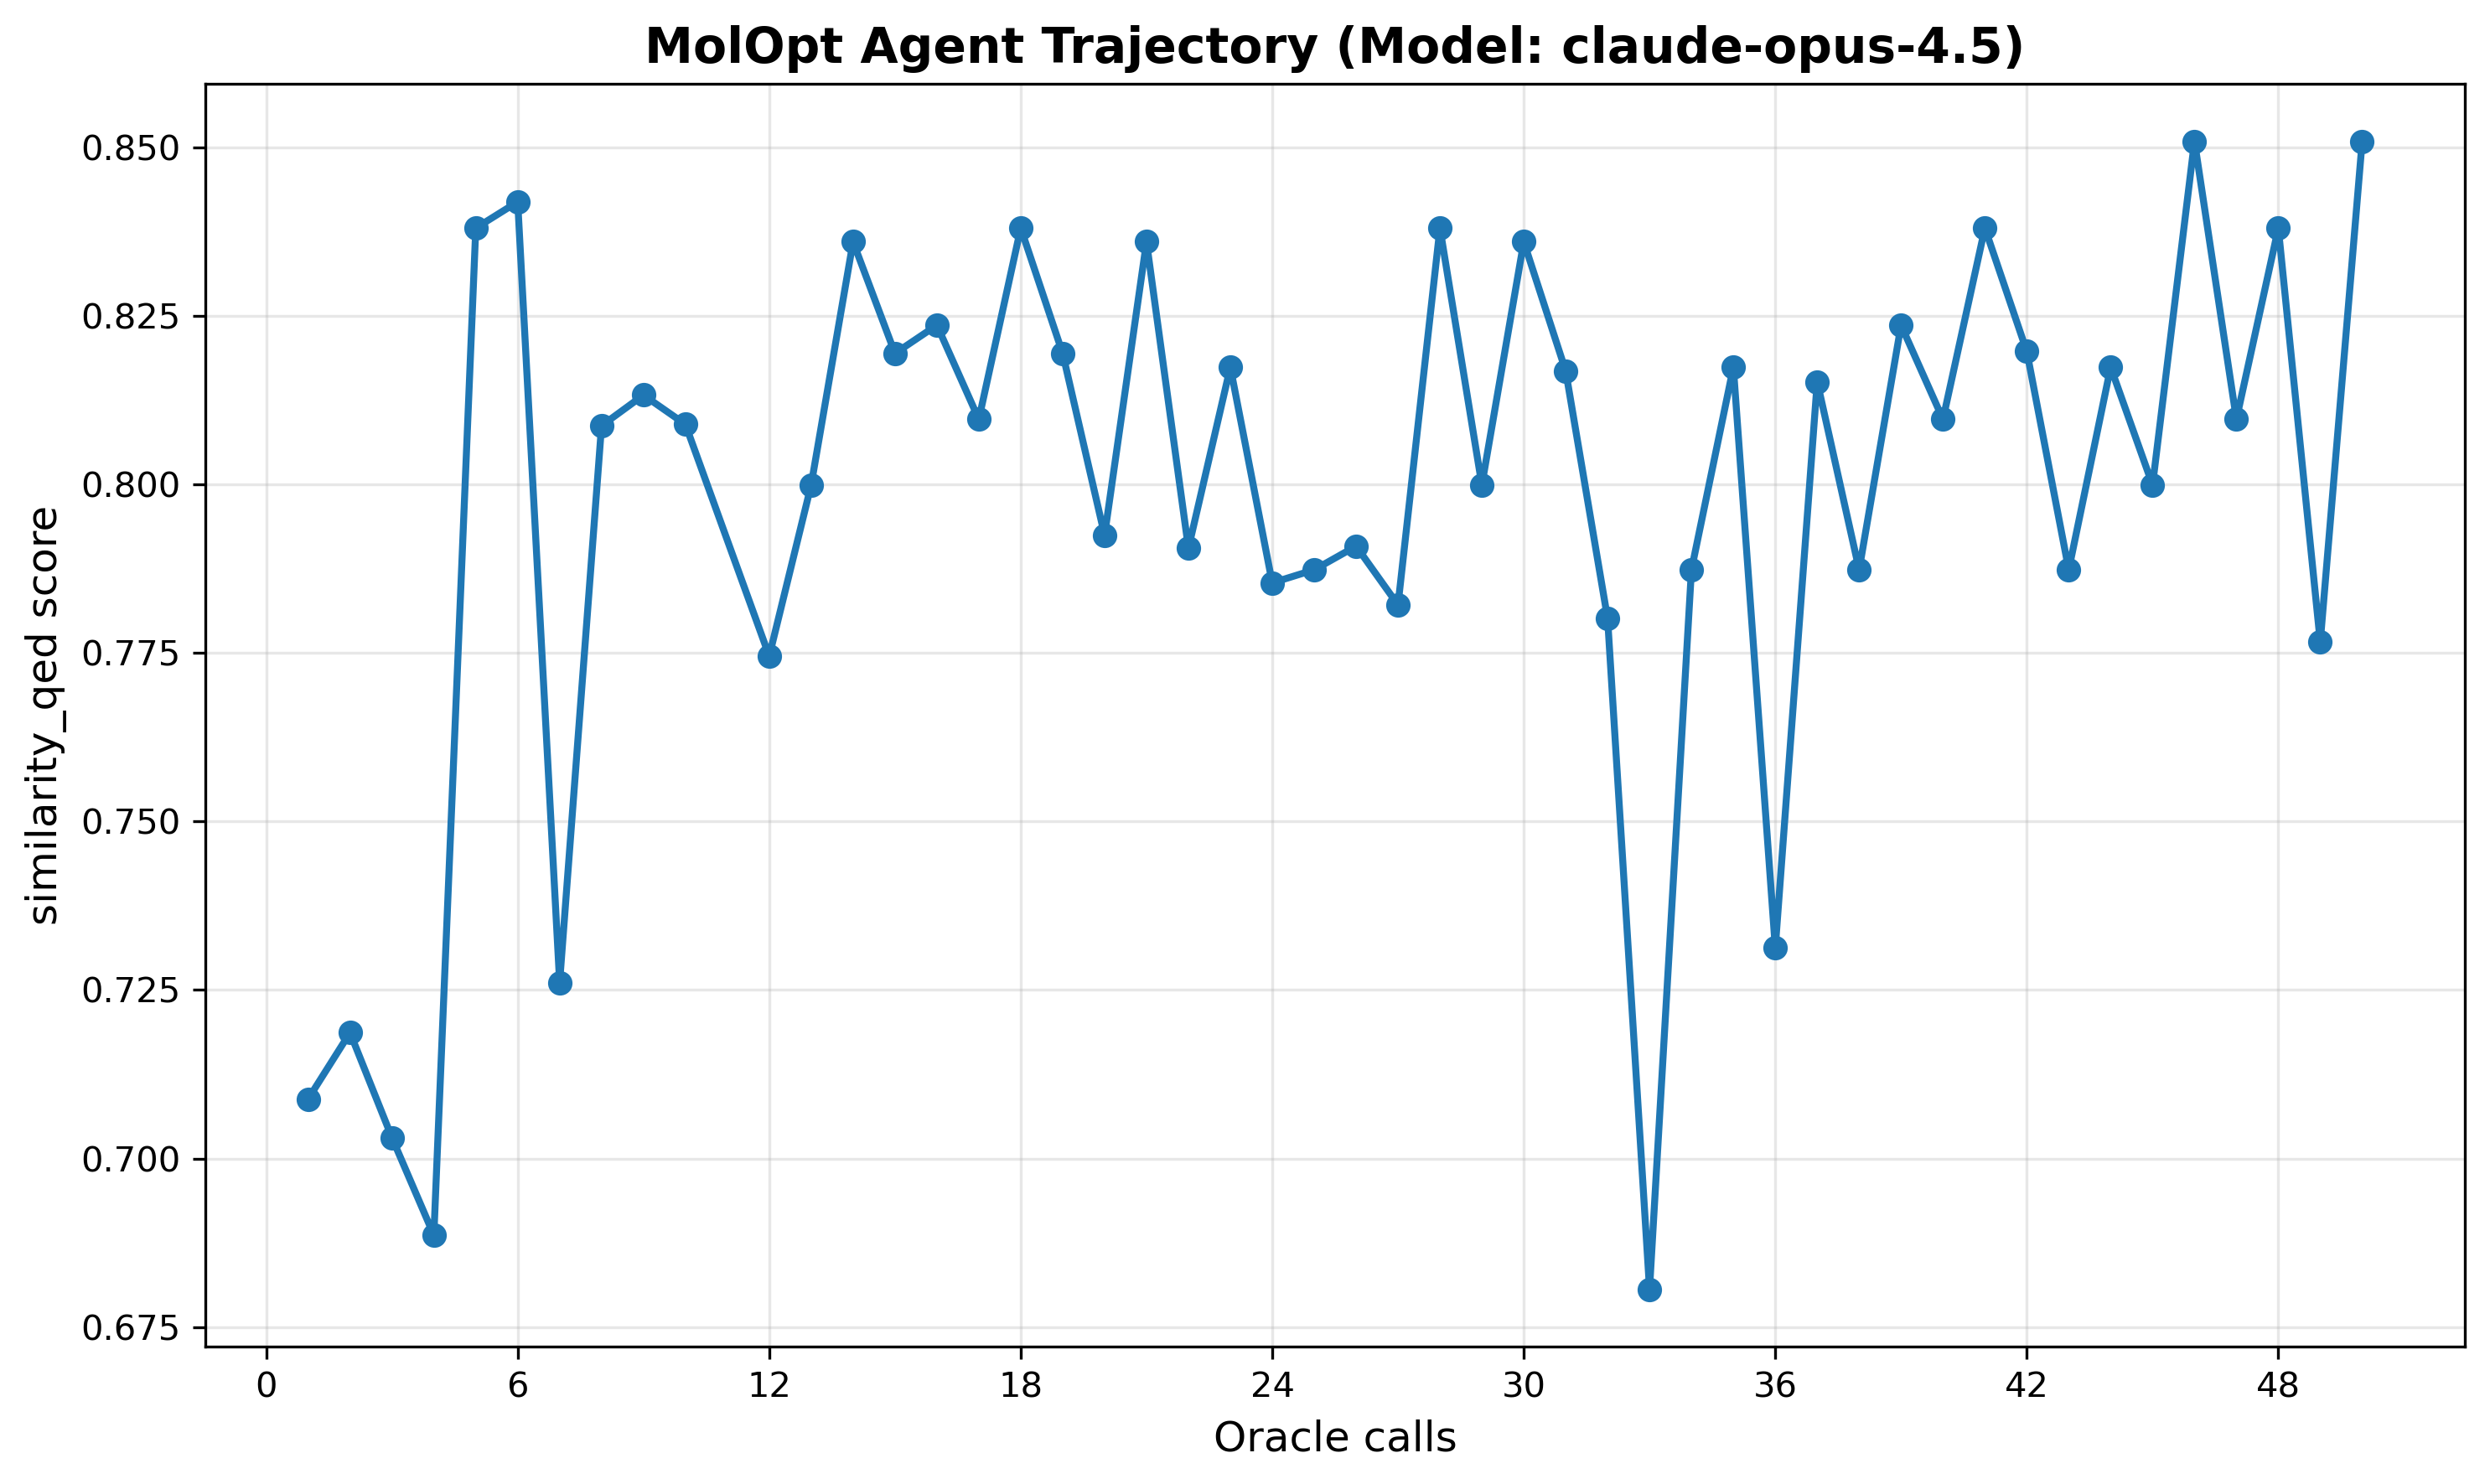 MolOpt Agent Trajectory (Model: claude-opus-4.5)
similarity_qed score
0.850
0.825
0.800
0.775
0.750
0.725
0.700
0.675
0 6 12 18 24 30 36 42 48
Oracle calls